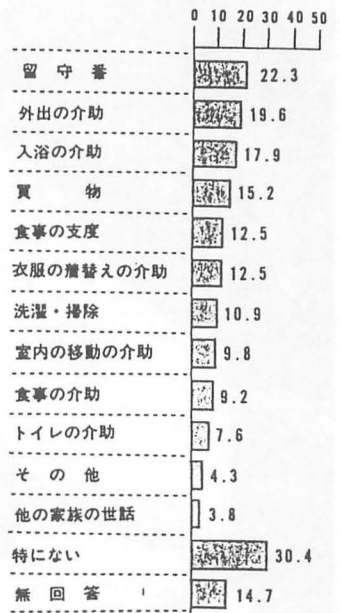 0 10 20 30 40 50
留守番 22.3
外出の介助 19.6
入浴の介助 17.9
買物 15.2
食事の支度 12.5
衣服の着替えの介助 12.5
洗濯・掃除 10.9
室内の移動の介助 9.8
食事の介助 9.2
トイレの介助 7.6
その他 4.3
他の家族の世話 3.8
特にない 30.4
無回答 14.7